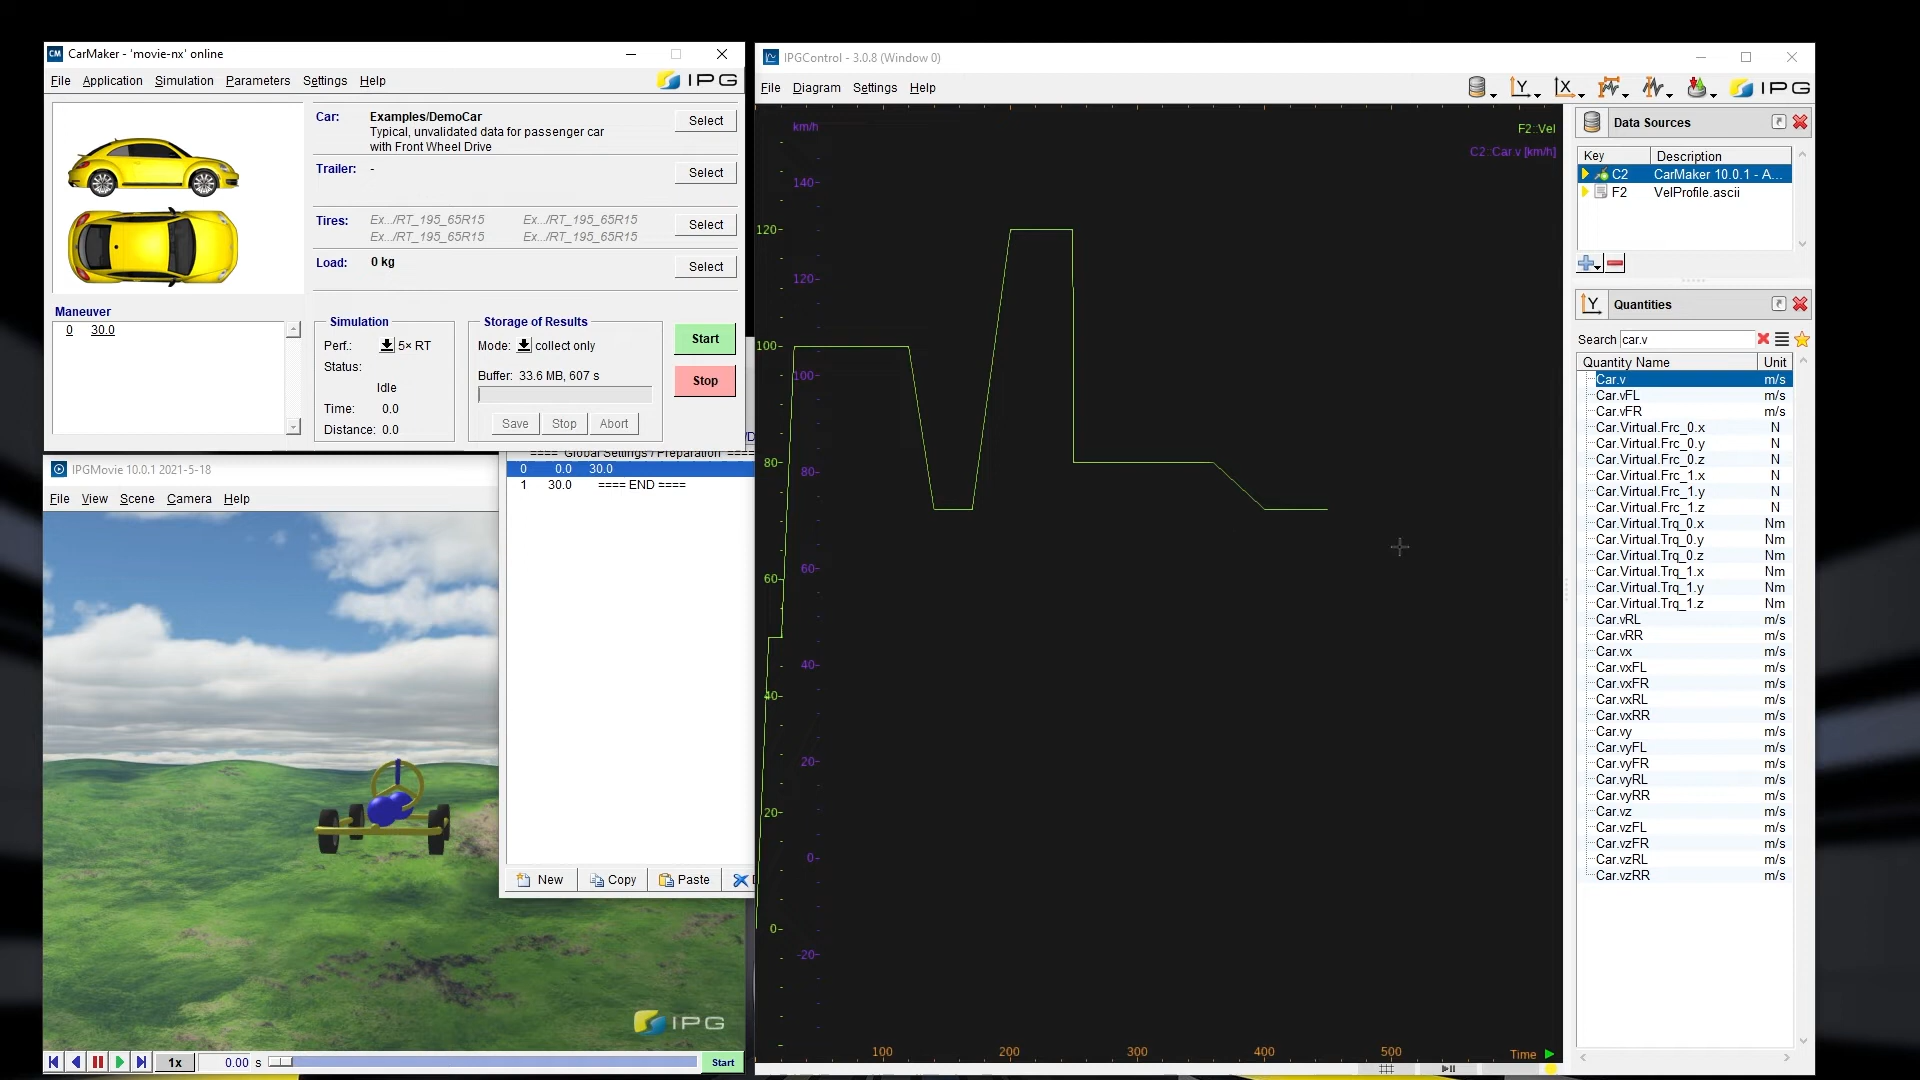 CM CarMaker - 'movie-nx' online
File Application Simulation Parameters Settings Help
IPG
Car: Examples/DemoCar Select
Typical, unvalidated data for passenger car
with Front Wheel Drive
Trailer: - Select
Tires: Ex.../RT_195_65R15 Ex.../RT_195_65R15 Select
Ex.../RT_195_65R15 Ex.../RT_195_65R15
Load: 0 kg Select
Maneuver
0 30.0
Simulation
Perf.: 5× RT
Status:
Idle
Time: 0.0
Distance: 0.0
Storage of Results
Mode: collect only
Buffer: 33.6 MB, 607 s
Save Stop Abort
Start
Stop
IPGMovie 10.0.1 2021-5-18
File View Scene Camera Help
IPG
1x 0.00 s Start
==== Global Settings / Preparation ====
0 0.0 30.0
1 30.0 ==== END ====
New Copy Paste
IPGControl - 3.0.8 (Window 0)
File Diagram Settings Help
IPG
km/h
F2::Vel
C2::Car.v [km/h]
120-
100-
80-
60-
40-
20-
0-
140-
120-
100-
80-
60-
40-
20-
0-
-20-
100 200 300 400 500 Time
Data Sources
Key Description
C2 CarMaker 10.0.1 - A...
F2 VelProfile.ascii
Quantities
Search car.v
Quantity Name Unit
Car.v m/s
Car.vFL m/s
Car.vFR m/s
Car.Virtual.Frc_0.x N
Car.Virtual.Frc_0.y N
Car.Virtual.Frc_0.z N
Car.Virtual.Frc_1.x N
Car.Virtual.Frc_1.y N
Car.Virtual.Frc_1.z N
Car.Virtual.Trq_0.x Nm
Car.Virtual.Trq_0.y Nm
Car.Virtual.Trq_0.z Nm
Car.Virtual.Trq_1.x Nm
Car.Virtual.Trq_1.y Nm
Car.Virtual.Trq_1.z Nm
Car.vRL m/s
Car.vRR m/s
Car.vx m/s
Car.vxFL m/s
Car.vxFR m/s
Car.vxRL m/s
Car.vxRR m/s
Car.vy m/s
Car.vyFL m/s
Car.vyFR m/s
Car.vyRL m/s
Car.vyRR m/s
Car.vz m/s
Car.vzFL m/s
Car.vzFR m/s
Car.vzRL m/s
Car.vzRR m/s